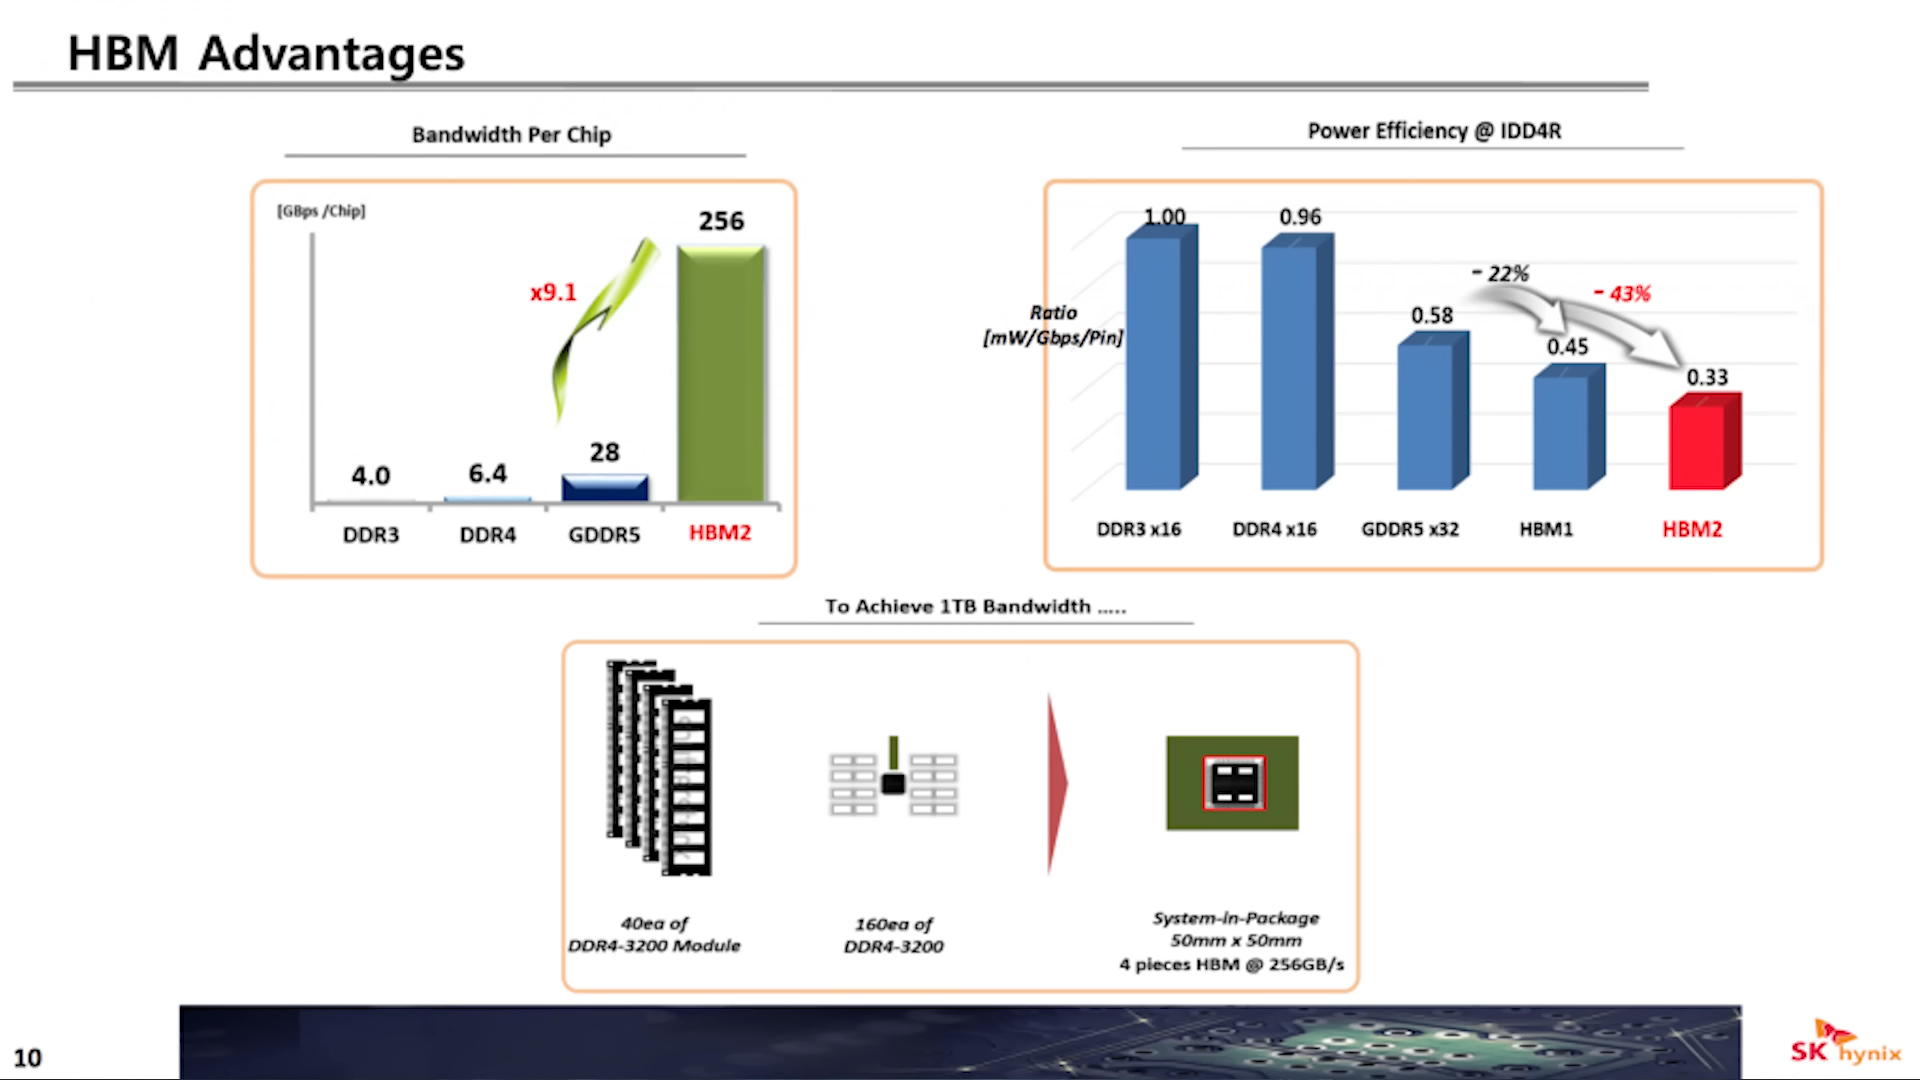 HBM Advantages
Bandwidth Per Chip
[GBps /Chip]
4.0
6.4
28
256
x9.1
DDR3
DDR4
GDDR5
HBM2
Power Efficiency @ IDD4R
Ratio
[mW/Gbps/Pin]
1.00
0.96
0.58
0.45
0.33
- 22%
- 43%
DDR3 x16
DDR4 x16
GDDR5 x32
HBM1
HBM2
To Achieve 1TB Bandwidth .....
40ea of
DDR4-3200 Module
160ea of
DDR4-3200
System-in-Package
50mm x 50mm
4 pieces HBM @ 256GB/s
10
SK hynix